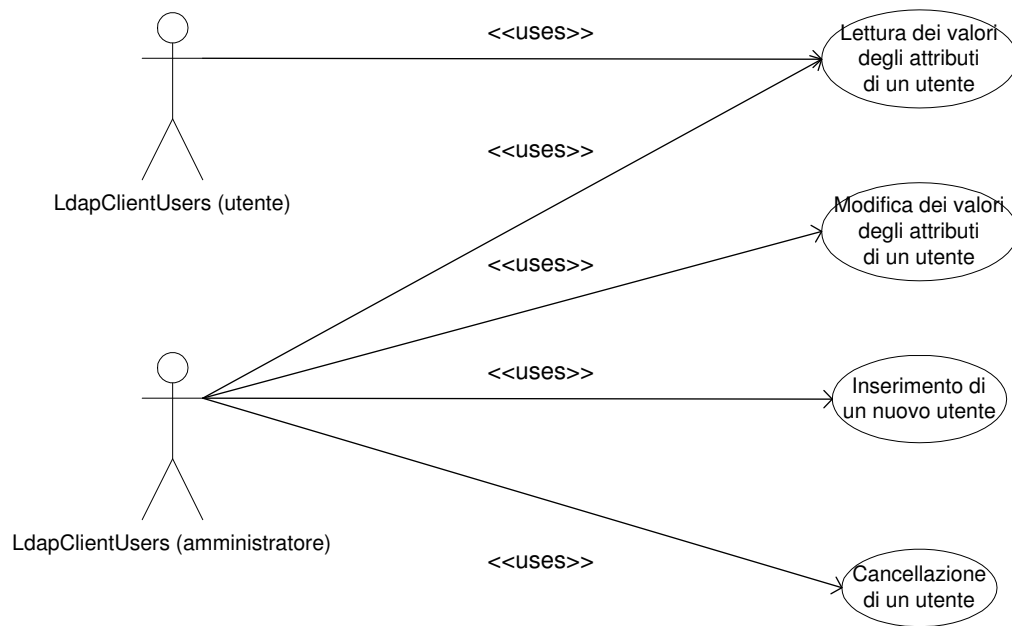 <<uses>>
Lettura dei valori
degli attributi
di un utente
<<uses>>
LdapClientUsers (utente)
Modifica dei valori
degli attributi
di un utente
<<uses>>
<<uses>>
Inserimento di
un nuovo utente
LdapClientUsers (amministratore)
<<uses>>
Cancellazione
di un utente